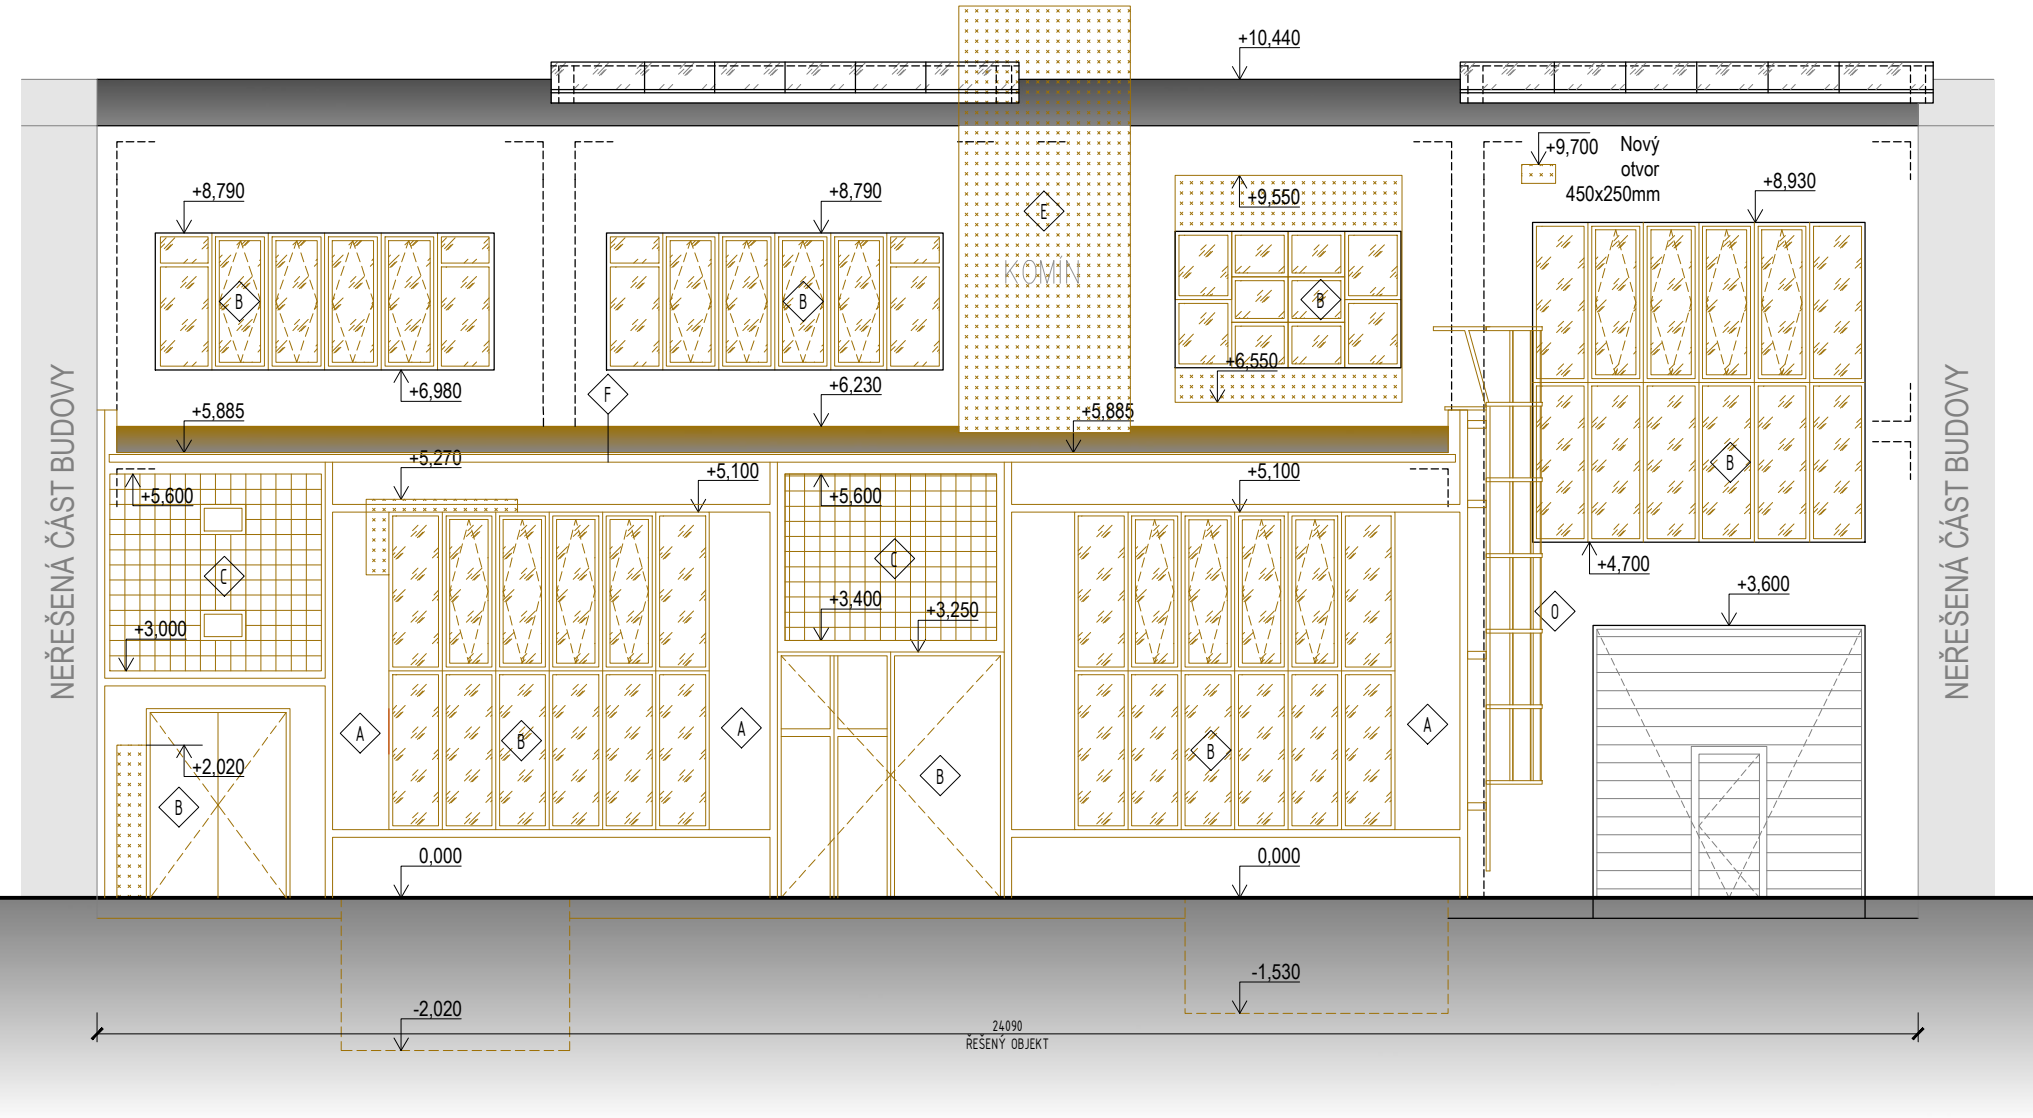 +10,440
+9,700 Nový
otvor
450x250mm
+8,790
+8,790
+9,550
+8,930
E
KOMÍN
B
B
B
+6,550
+6,980
+6,230
F
+5,885
+5,885
+5,270
+5,100
+5,100
B
+5,600
+5,600
C
C
+4,700
+3,600
+3,400
+3,250
O
+3,000
NEŘEŠENÁ ČÁST BUDOVY
NEŘEŠENÁ ČÁST BUDOVY
A
B
A
B
A
+2,020
B
B
0,000
0,000
-1,530
-2,020
24090
ŘEŠENÝ OBJEKT